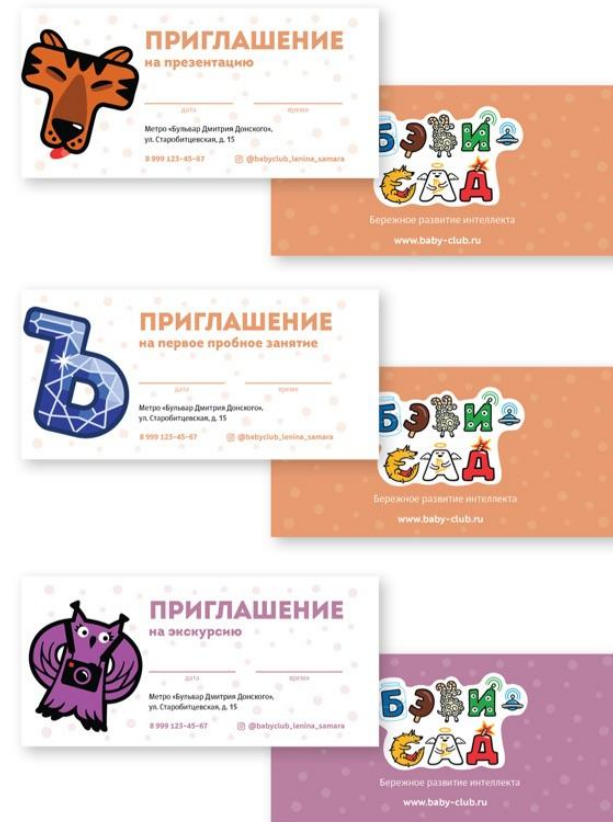 ПРИГЛАШЕНИЕ
на презентацию
дата время
Метро «Бульвар Дмитрия Донского»,
ул. Старобитцевская, д. 15
8 999 123-45-67 @babyclub_lenina_samara
БЭБИ-
САД
Бережное развитие интеллекта
www.baby-club.ru
Ъ
ПРИГЛАШЕНИЕ
на первое пробное занятие
дата время
Метро «Бульвар Дмитрия Донского»,
ул. Старобитцевская, д. 15
8 999 123-45-67 @babyclub_lenina_samara
БЭБИ-
САД
Бережное развитие интеллекта
www.baby-club.ru
ПРИГЛАШЕНИЕ
на экскурсию
дата время
Метро «Бульвар Дмитрия Донского»,
ул. Старобитцевская, д. 15
8 999 123-45-67 @babyclub_lenina_samara
БЭБИ-
САД
Бережное развитие интеллекта
www.baby-club.ru